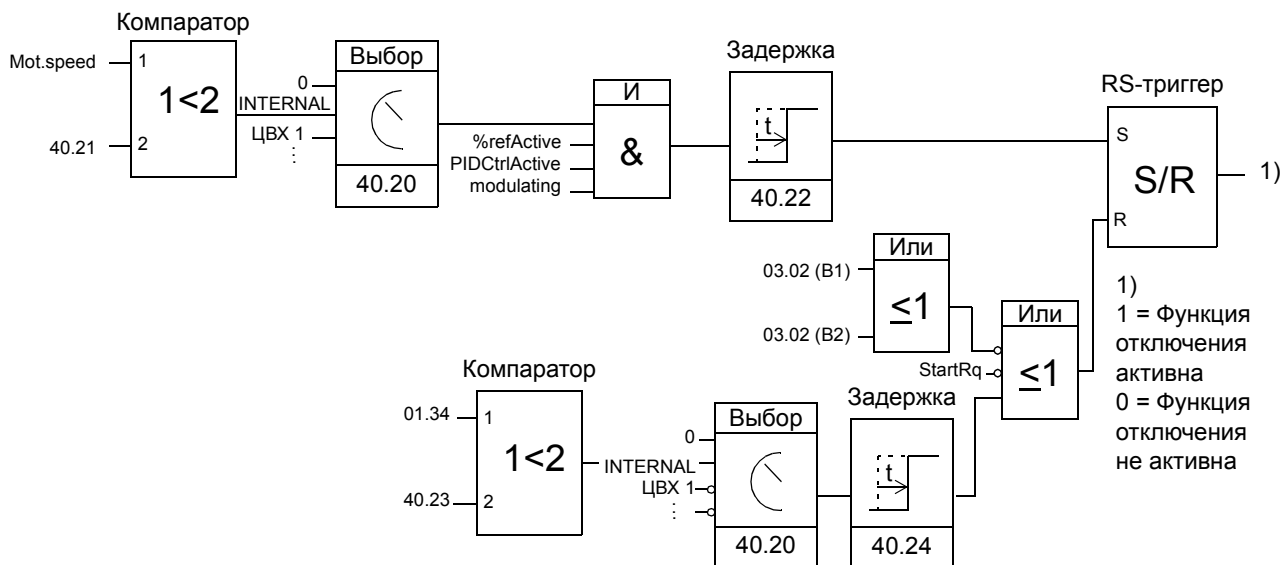 Компаратор
Mot.speed
1
1<2
40.21
2
Выбор
0
INTERNAL
ЦВХ 1
⋮
40.20
И
%refActive
PIDCtrlActive
modulating
&
Задержка
t
40.22
RS-триггер
S
S/R
R
1)
Или
03.02 (B1)
≤1
03.02 (B2)
Или
StartRq
≤1
1)
1 = Функция
отключения
активна
0 = Функция
отключения
не активна
Компаратор
01.34
1
1<2
40.23
2
Выбор
0
INTERNAL
ЦВХ 1
⋮
40.20
Задержка
t
40.24